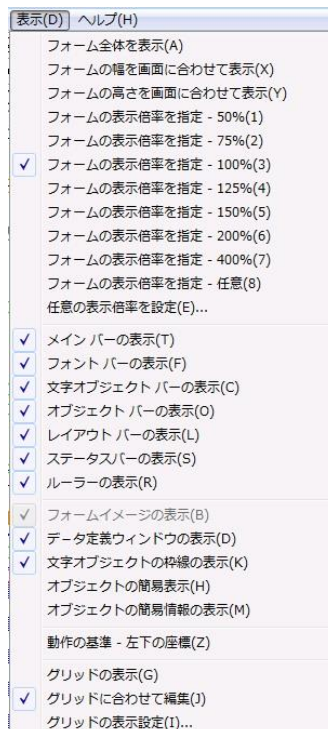 表示(D) ヘルプ(H)
フォーム全体を表示(A)
フォームの幅を画面に合わせて表示(X)
フォームの高さを画面に合わせて表示(Y)
フォームの表示倍率を指定 - 50%(1)
フォームの表示倍率を指定 - 75%(2)
フォームの表示倍率を指定 - 100%(3)
フォームの表示倍率を指定 - 125%(4)
フォームの表示倍率を指定 - 150%(5)
フォームの表示倍率を指定 - 200%(6)
フォームの表示倍率を指定 - 400%(7)
フォームの表示倍率を指定 - 任意(8)
任意の表示倍率を設定(E)...
メイン バーの表示(T)
フォント バーの表示(F)
文字オブジェクト バーの表示(C)
オブジェクト バーの表示(O)
レイアウト バーの表示(L)
ステータスバーの表示(S)
ルーラーの表示(R)
フォームイメージの表示(B)
データ定義ウィンドウの表示(D)
文字オブジェクトの枠線の表示(K)
オブジェクトの簡易表示(H)
オブジェクトの簡易情報の表示(M)
動作の基準 - 左下の座標(Z)
グリッドの表示(G)
グリッドに合わせて編集(J)
グリッドの表示設定(I)...